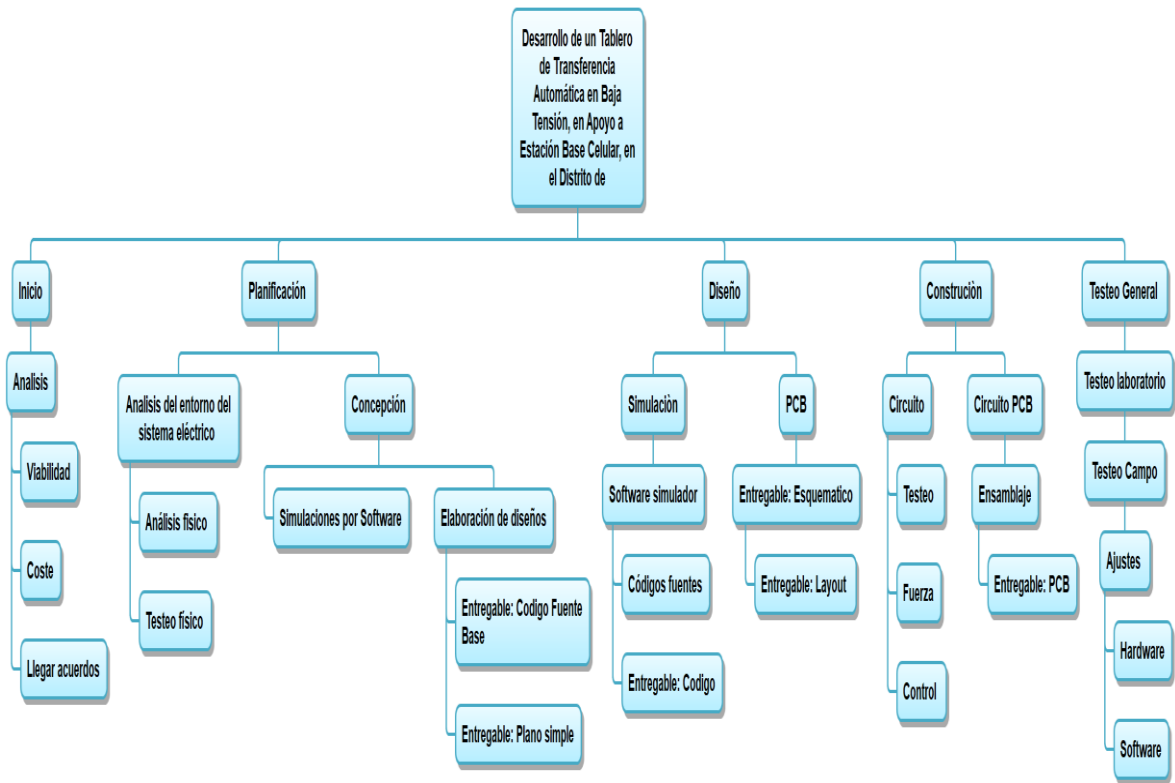 Desarrollo de un Tablero
de Transferencia
Automática en Baja
Tensión, en Apoyo a
Estación Base Celular, en
el Distrito de
Inicio
Planificación
Diseño
Construciòn
Testeo General
Analisis
Viabilidad
Coste
Llegar acuerdos
Analisis del entorno del
sistema eléctrico
Análisis fisico
Testeo físico
Concepción
Simulaciones por Software
Elaboración de diseños
Entregable: Codigo Fuente
Base
Entregable: Plano simple
Simulaciòn
Software simulador
Códigos fuentes
Entregable: Codigo
PCB
Entregable: Esquematico
Entregable: Layout
Circuito
Testeo
Fuerza
Control
Circuito PCB
Ensamblaje
Entregable: PCB
Testeo laboratorio
Testeo Campo
Ajustes
Hardware
Software